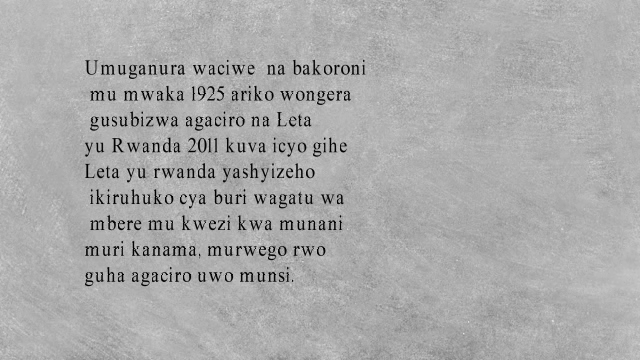 Umuganura waciwe na bakoroni
mu mwaka 1925 ariko wongera
gusubizwa agaciro na Leta
yu Rwanda 2011 kuva icyo gihe
Leta yu rwanda yashyizeho
ikiruhuko cya buri wagatu wa
mbere mu kwezi kwa munani
muri kanama, murwego rwo
guha agaciro uwo munsi.